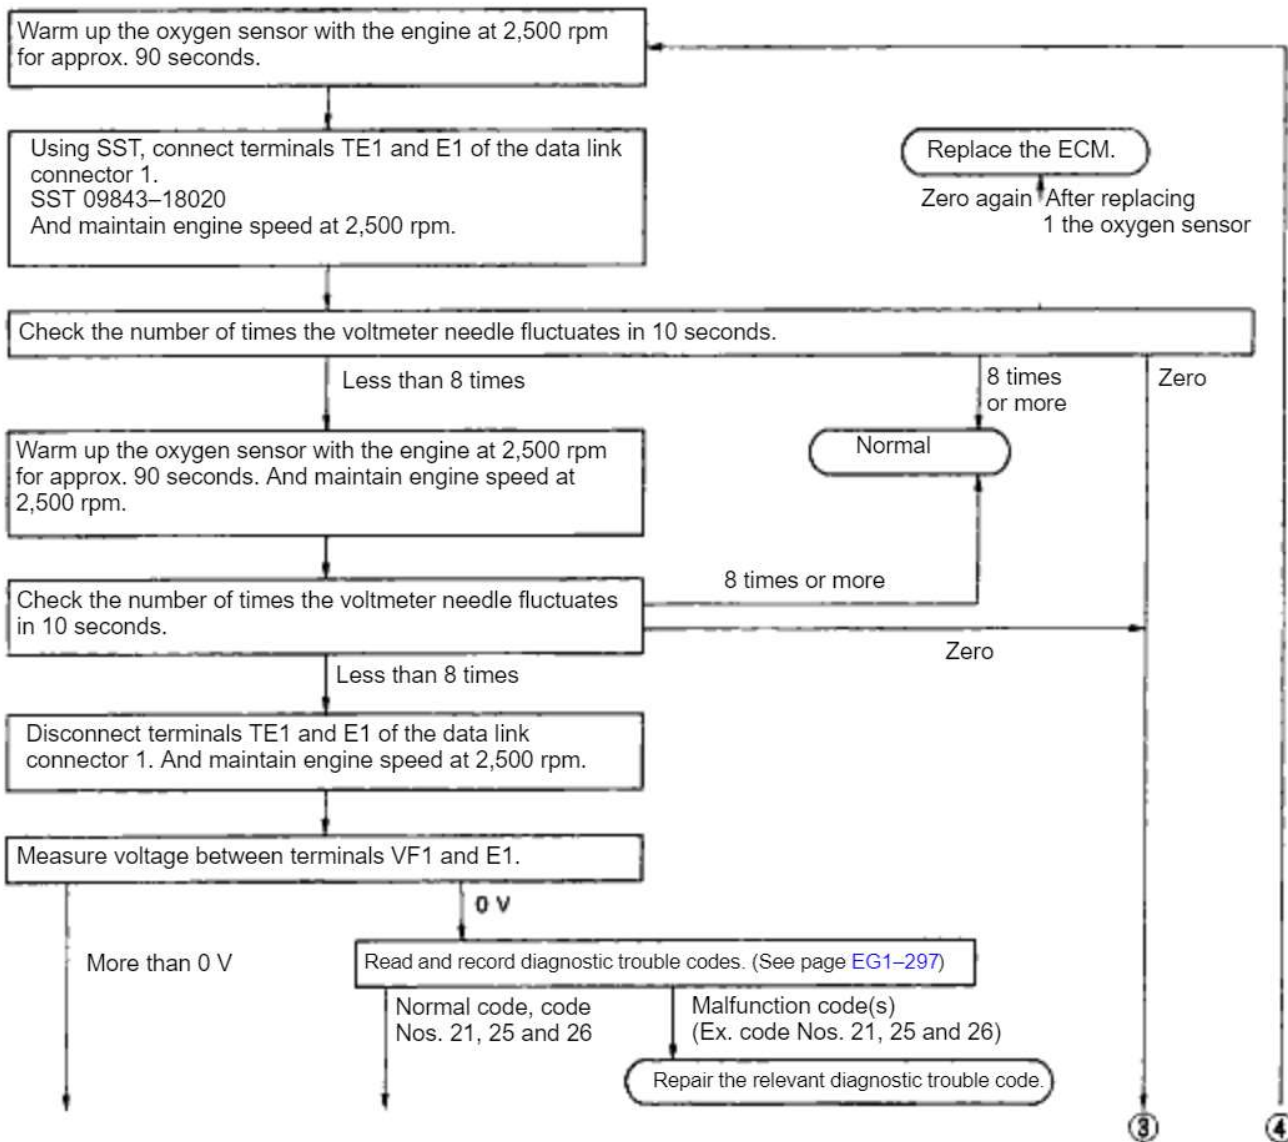 Warm up the oxygen sensor with the engine at 2,500 rpm
for approx. 90 seconds.
Using SST, connect terminals TE1 and E1 of the data link
connector 1.
SST 09843–18020
And maintain engine speed at 2,500 rpm.
Replace the ECM.
Zero again After replacing
1 the oxygen sensor
Check the number of times the voltmeter needle fluctuates in 10 seconds.
Less than 8 times
8 times
or more
Zero
Warm up the oxygen sensor with the engine at 2,500 rpm
for approx. 90 seconds. And maintain engine speed at
2,500 rpm.
Normal
8 times or more
Check the number of times the voltmeter needle fluctuates
in 10 seconds.
Zero
Less than 8 times
Disconnect terminals TE1 and E1 of the data link
connector 1. And maintain engine speed at 2,500 rpm.
Measure voltage between terminals VF1 and E1.
0 V
More than 0 V
Read and record diagnostic trouble codes. (See page EG1–297)
Normal code, code
Nos. 21, 25 and 26
Malfunction code(s)
(Ex. code Nos. 21, 25 and 26)
Repair the relevant diagnostic trouble code.
③
④